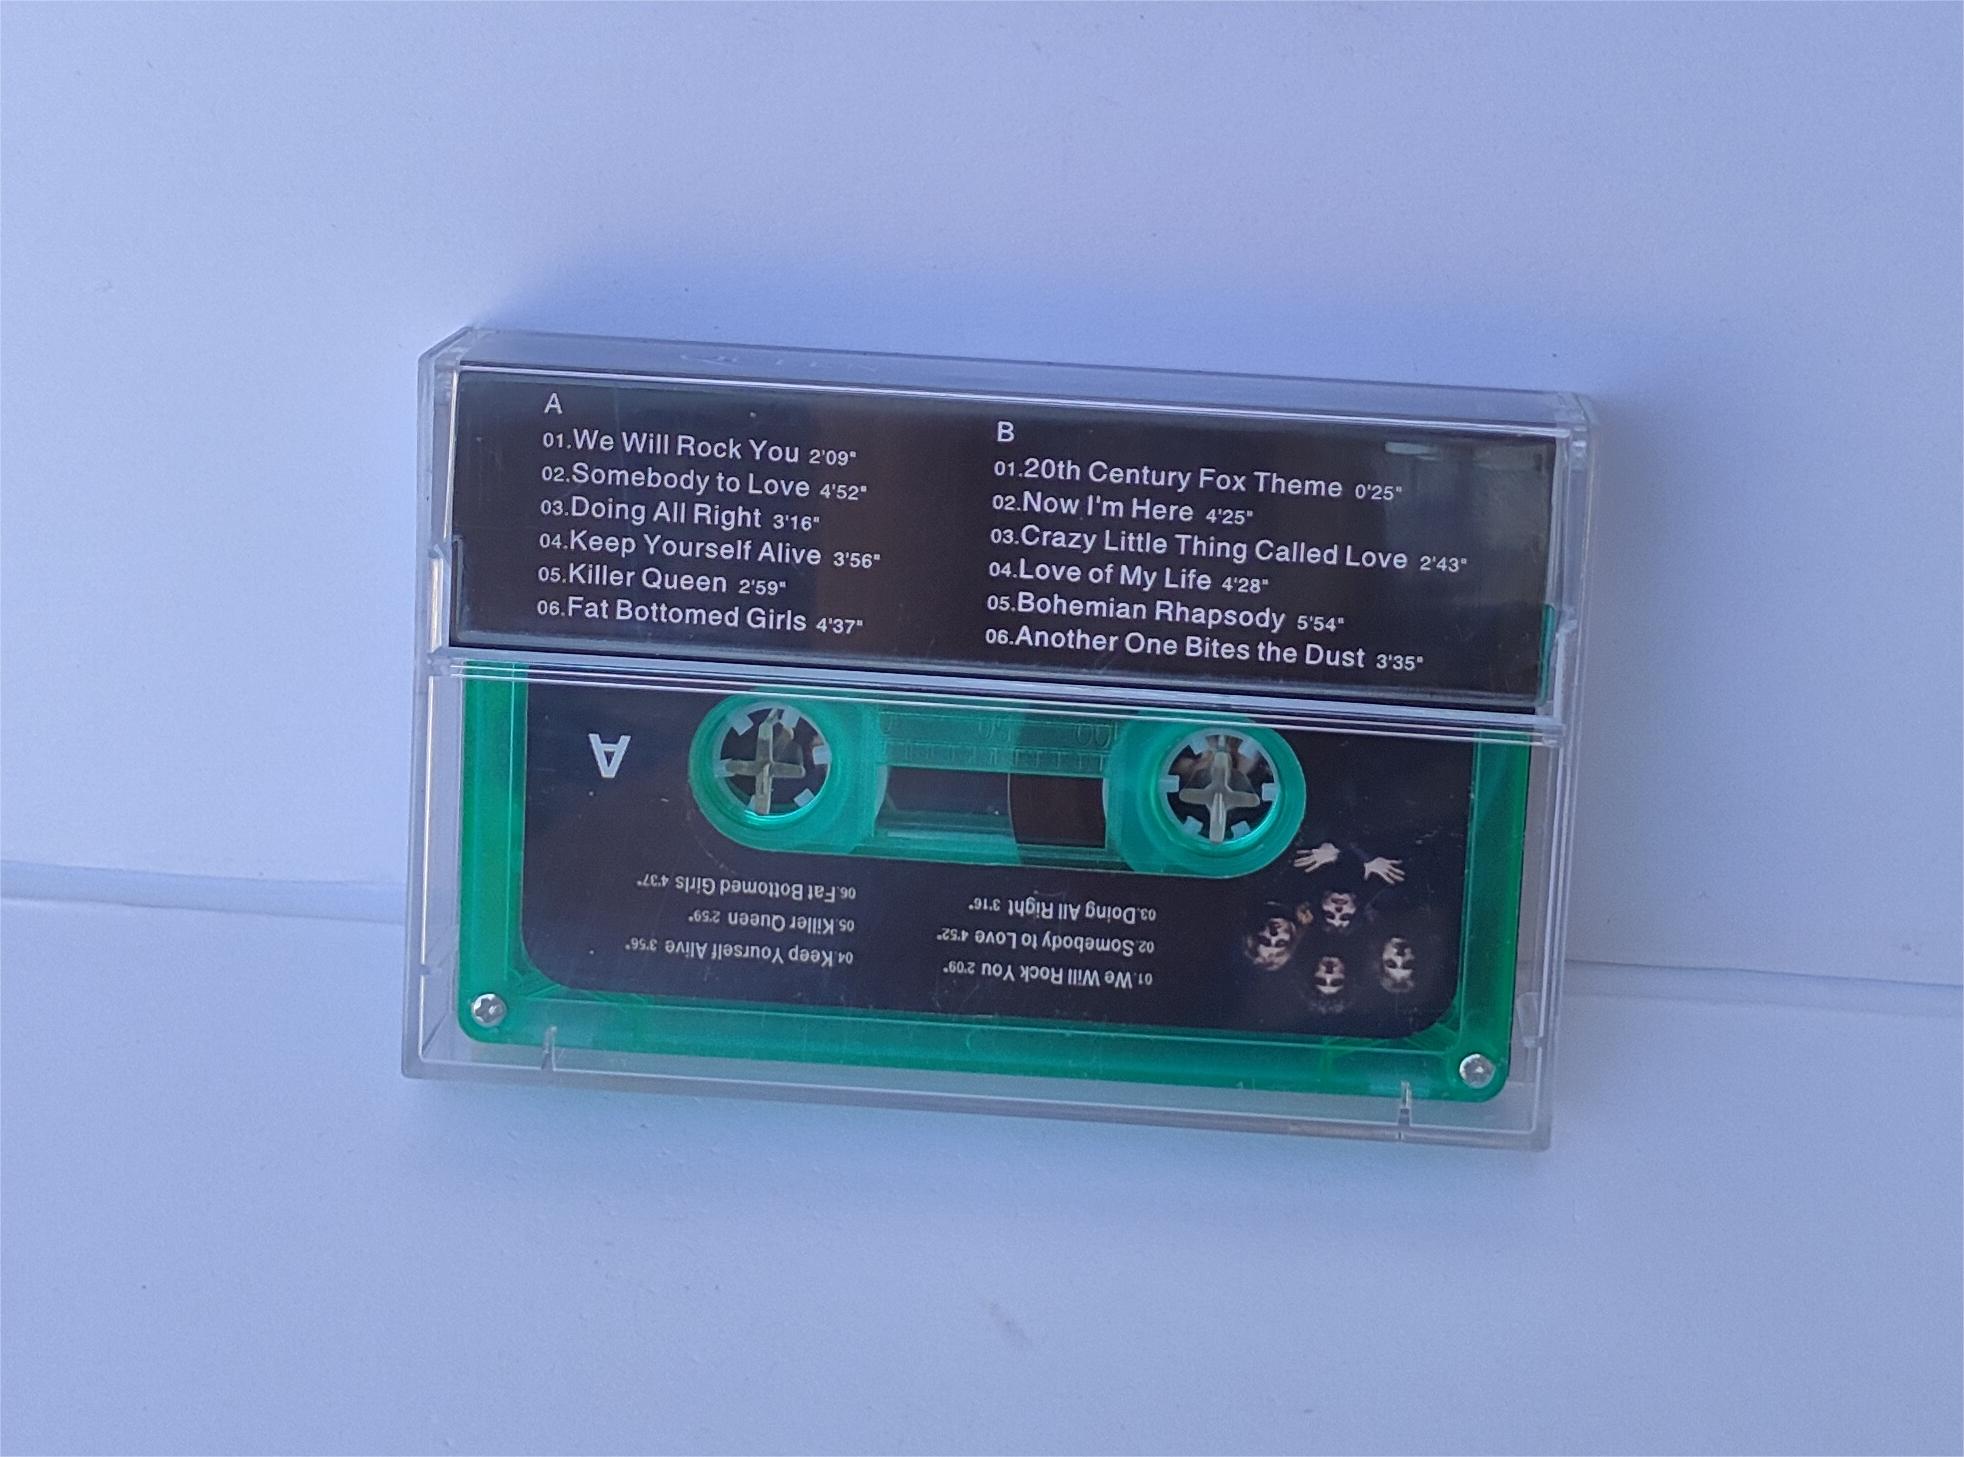 A
01.We Will Rock You 2'09"
02.Somebody to Love 4'52"
03.Doing All Right 3'16"
04.Keep Yourself Alive 3'56"
05.Killer Queen 2'59"
06.Fat Bottomed Girls 4'37"
B
01.20th Century Fox Theme 0'25"
02.Now I'm Here 4'25"
03.Crazy Little Thing Called Love 2'43"
04.Love of My Life 4'28"
05.Bohemian Rhapsody 5'54"
06.Another One Bites the Dust 3'35"
A
01.We Will Rock You 2'09"
02.Somebody to Love 4'52"
03.Doing All Right 3'16"
04.Keep Yourself Alive 3'56"
05.Killer Queen 2'59"
06.Fat Bottomed Girls 4'37"
100 50 0